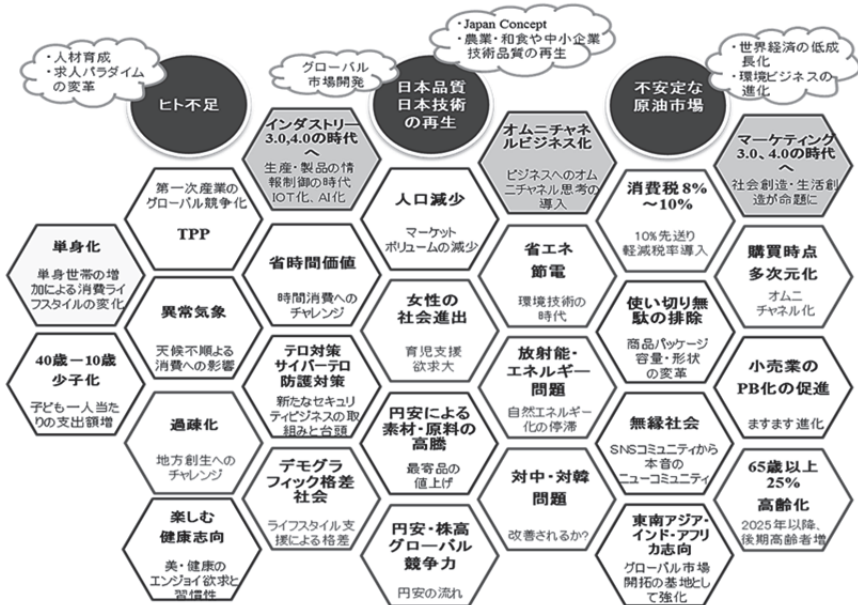 ・人材育成
・求人パラダイム
の変革
ヒト不足
グローバル
市場開発
・Japan Concept
・農業・和食や中小企業
技術品質の再生
日本品質
日本技術
の再生
不安定な
原油市場
・世界経済の低成
長化
・環境ビジネスの
進化
単身化
単身世帯の増
加による消費ライ
フスタイルの変化
40歳ー10歳
少子化
子ども一人当た
りの支出額増
第一次産業の
グローバル競争化
TPP
異常気象
天候不順よる
消費への影響
過疎化
地方創生への
チャレンジ
楽しむ
健康志向
美・健康の
エンジョイ欲求と
習慣性
インダストリー
3.0,4.0の時代
へ
生産・製品の情
報制御の時代
IOT化、AI化
省時間価値
時間消費への
チャレンジ
テロ対策
サイバーテロ
防護対策
新たなセキュリ
ティビジネスの取
組みと台頭
デモグラ
フィック格差
社会
ライフスタイル支
援による格差
人口減少
マーケット
ボリュームの減少
女性の
社会進出
育児支援
欲求大
円安による
素材・原料の
高騰
最寄品の
値上げ
円安・株高
グローバル
競争力
円安の流れ
オムニチャネ
ルビジネス化
ビジネスへのオム
ニチャネル思考の
導入
省エネ
節電
環境技術の
時代
放射能・
エネルギー
問題
自然エネルギー
化の停滞
対中・対韓
問題
改善されるか?
消費税8%
～10%
10%先送り
軽減税率導入
使い切り無
駄の排除
商品パッケージ
容量・形状
の変革
無縁社会
SNSコミュニティから
本音の
ニューコミュニティ
東南アジア・
インド・アフリ
カ志向
グローバル市場
開拓の基地とし
て強化
マーケティング
3.0、4.0の時代
へ
社会創造・生活創
造が命題に
購買時点
多次元化
オムニ
チャネル化
小売業の
PB化の促進
ますます進化
65歳以上
25%
高齢化
2025年以降、
後期高齢者増